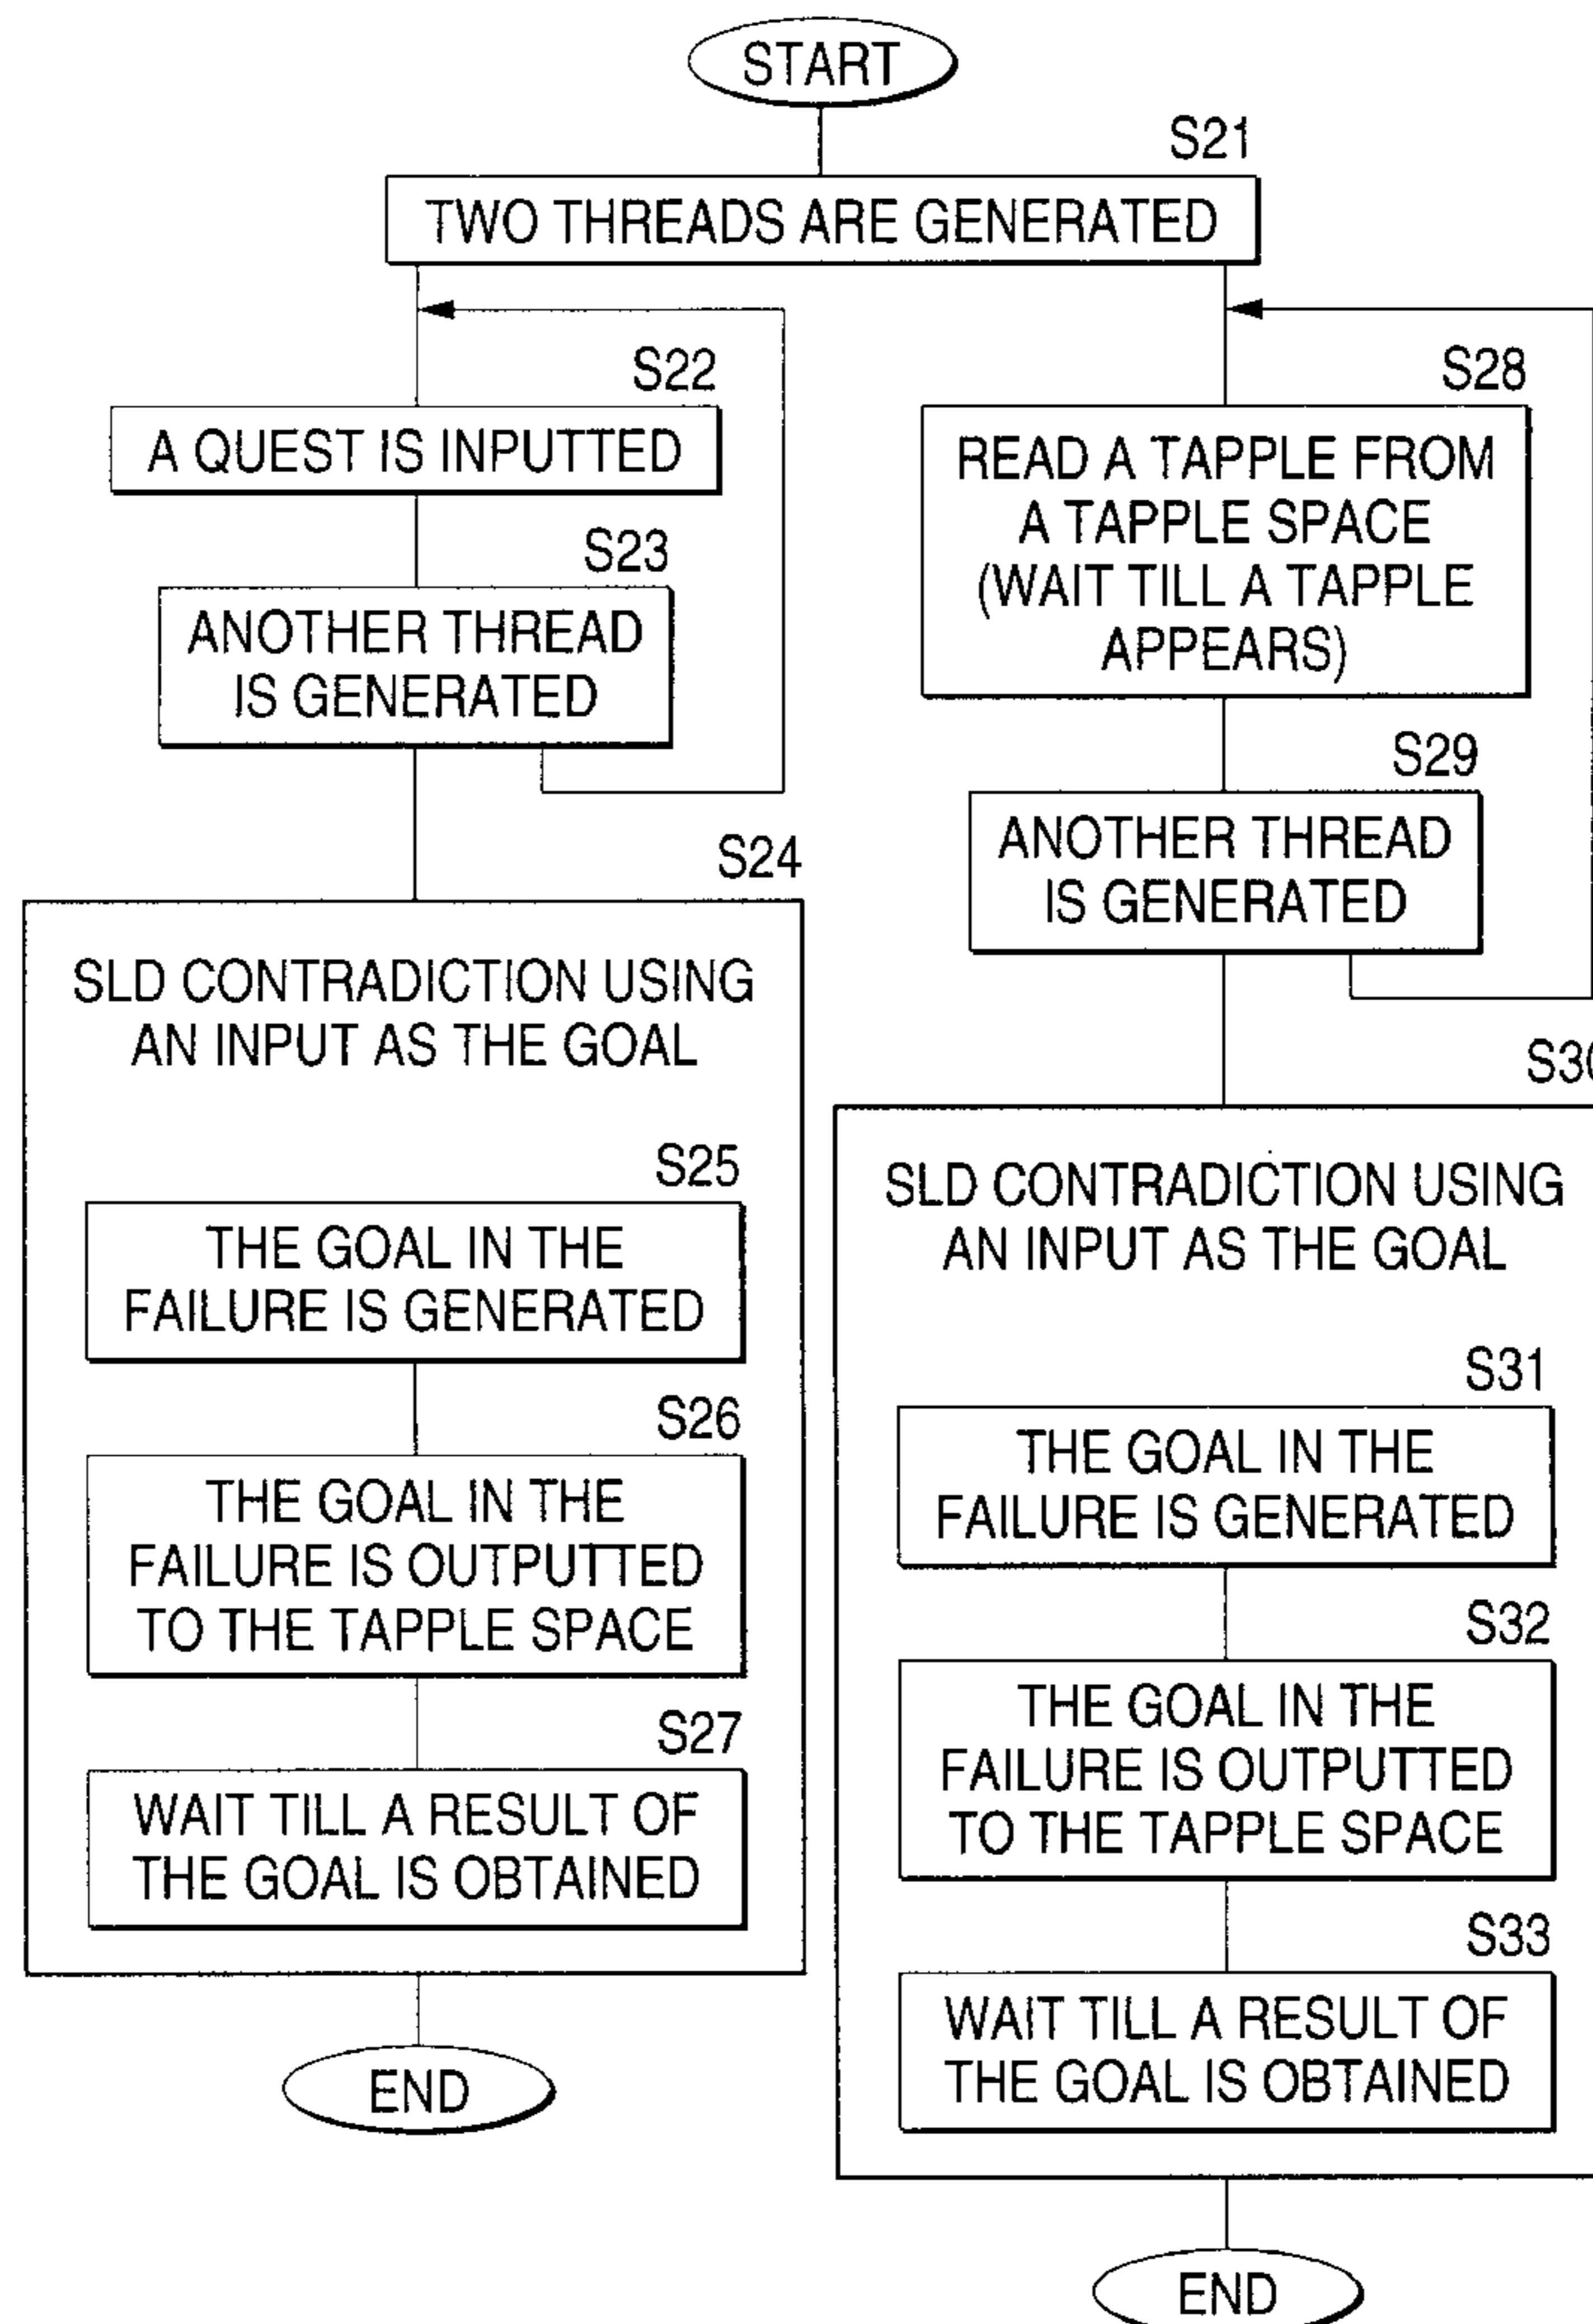 START
S21
TWO THREADS ARE GENERATED
S22
A QUEST IS INPUTTED
S23
ANOTHER THREAD
IS GENERATED
S24
SLD CONTRADICTION USING
AN INPUT AS THE GOAL
S25
THE GOAL IN THE
FAILURE IS GENERATED
S26
THE GOAL IN THE
FAILURE IS OUTPUTTED
TO THE TAPPLE SPACE
S27
WAIT TILL A RESULT OF
THE GOAL IS OBTAINED
END
S28
READ A TAPPLE FROM
A TAPPLE SPACE
(WAIT TILL A TAPPLE
APPEARS)
S29
ANOTHER THREAD
IS GENERATED
S30
SLD CONTRADICTION USING
AN INPUT AS THE GOAL
S31
THE GOAL IN THE
FAILURE IS GENERATED
S32
THE GOAL IN THE
FAILURE IS OUTPUTTED
TO THE TAPPLE SPACE
S33
WAIT TILL A RESULT OF
THE GOAL IS OBTAINED
END